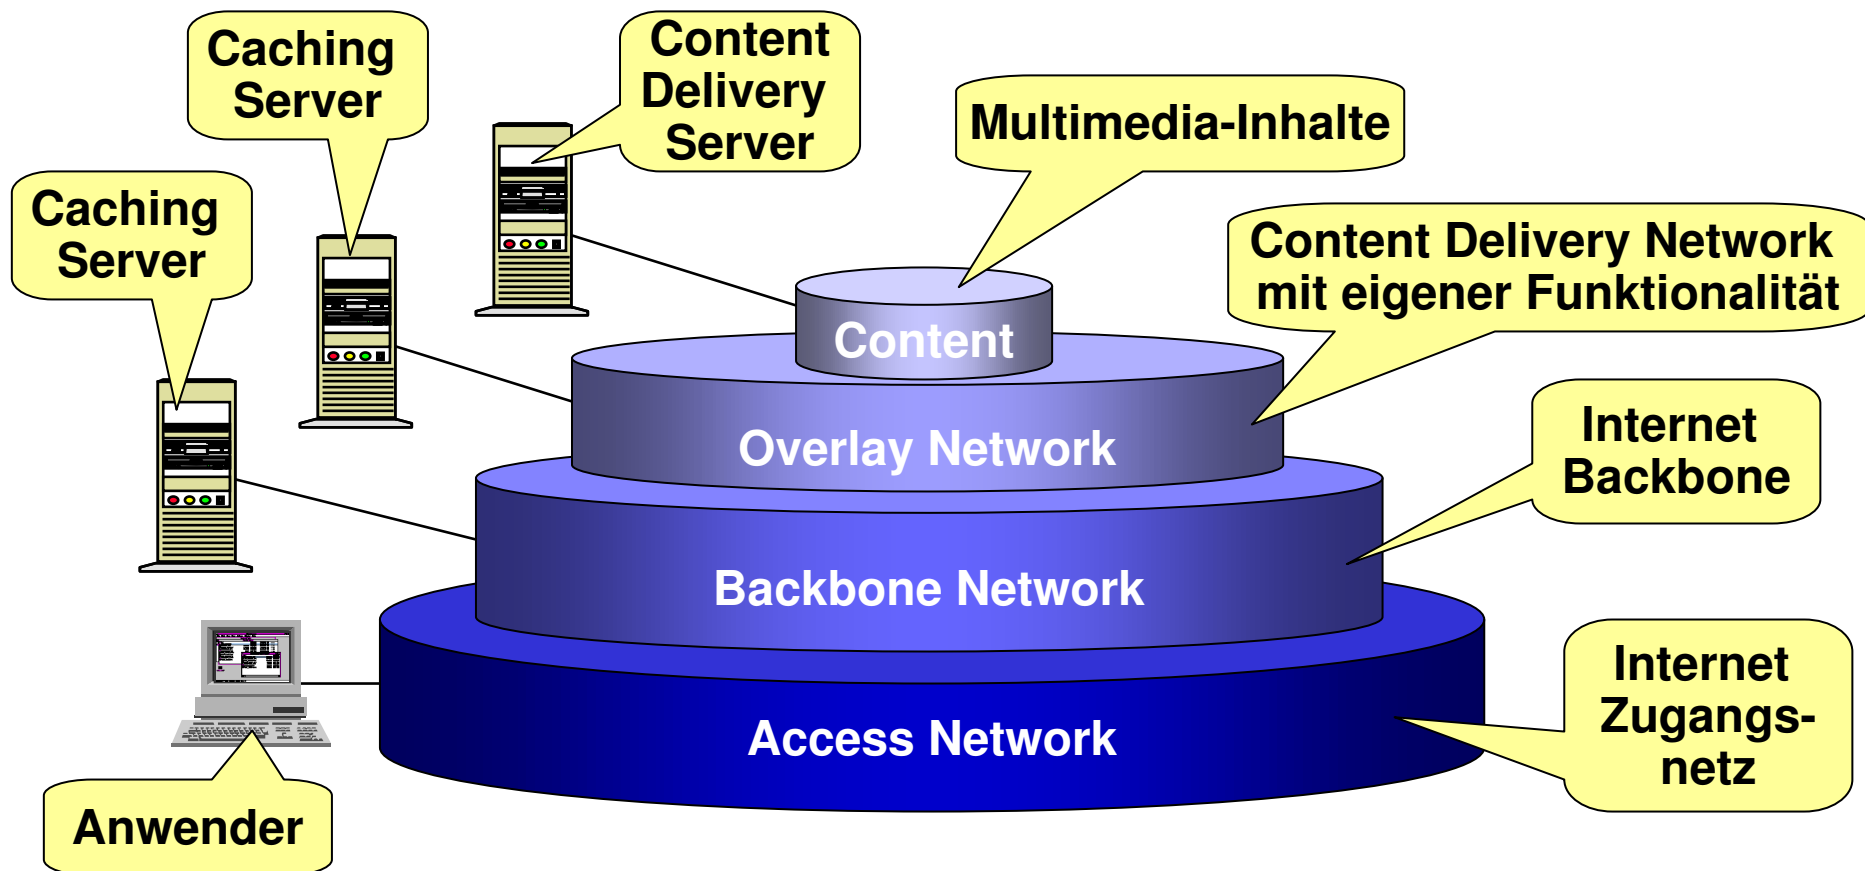 Caching
Server
Content
Delivery
Server
Multimedia-Inhalte
Caching
Server
Content Delivery Network
mit eigener Funktionalität
Content
Overlay Network
Internet
Backbone
Backbone Network
Internet
Zugangs-
netz
Access Network
Anwender